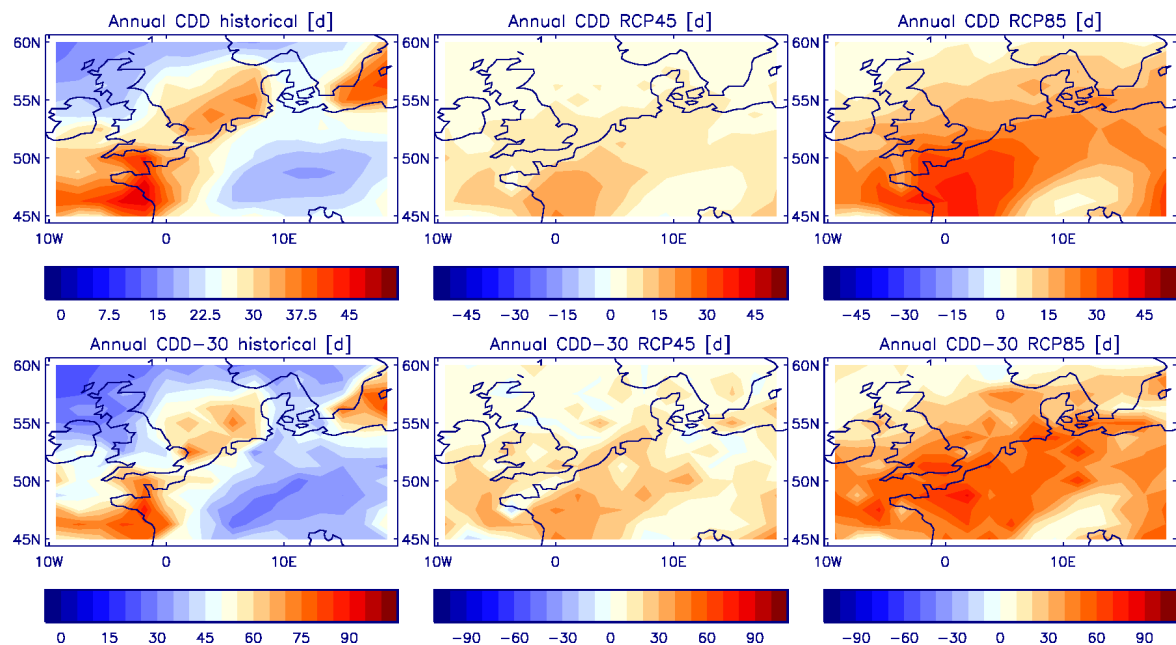 Annual CDD historical [d] Annual CDD RCP45 [d] Annual CDD RCP85 [d]
60N 60N 60N
55N 55N 55N
50N 50N 50N
45N 45N 45N
10W 0 10E 10W 0 10E 10W 0 10E
0 7.5 15 22.5 30 37.5 45 −45 −30 −15 0 15 30 45 −45 −30 −15 0 15 30 45
Annual CDD−30 historical [d] Annual CDD−30 RCP45 [d] Annual CDD−30 RCP85 [d]
60N 60N 60N
55N 55N 55N
50N 50N 50N
45N 45N 45N
10W 0 10E 10W 0 10E 10W 0 10E
0 15 30 45 60 75 90 −90 −60 −30 0 30 60 90 −90 −60 −30 0 30 60 90